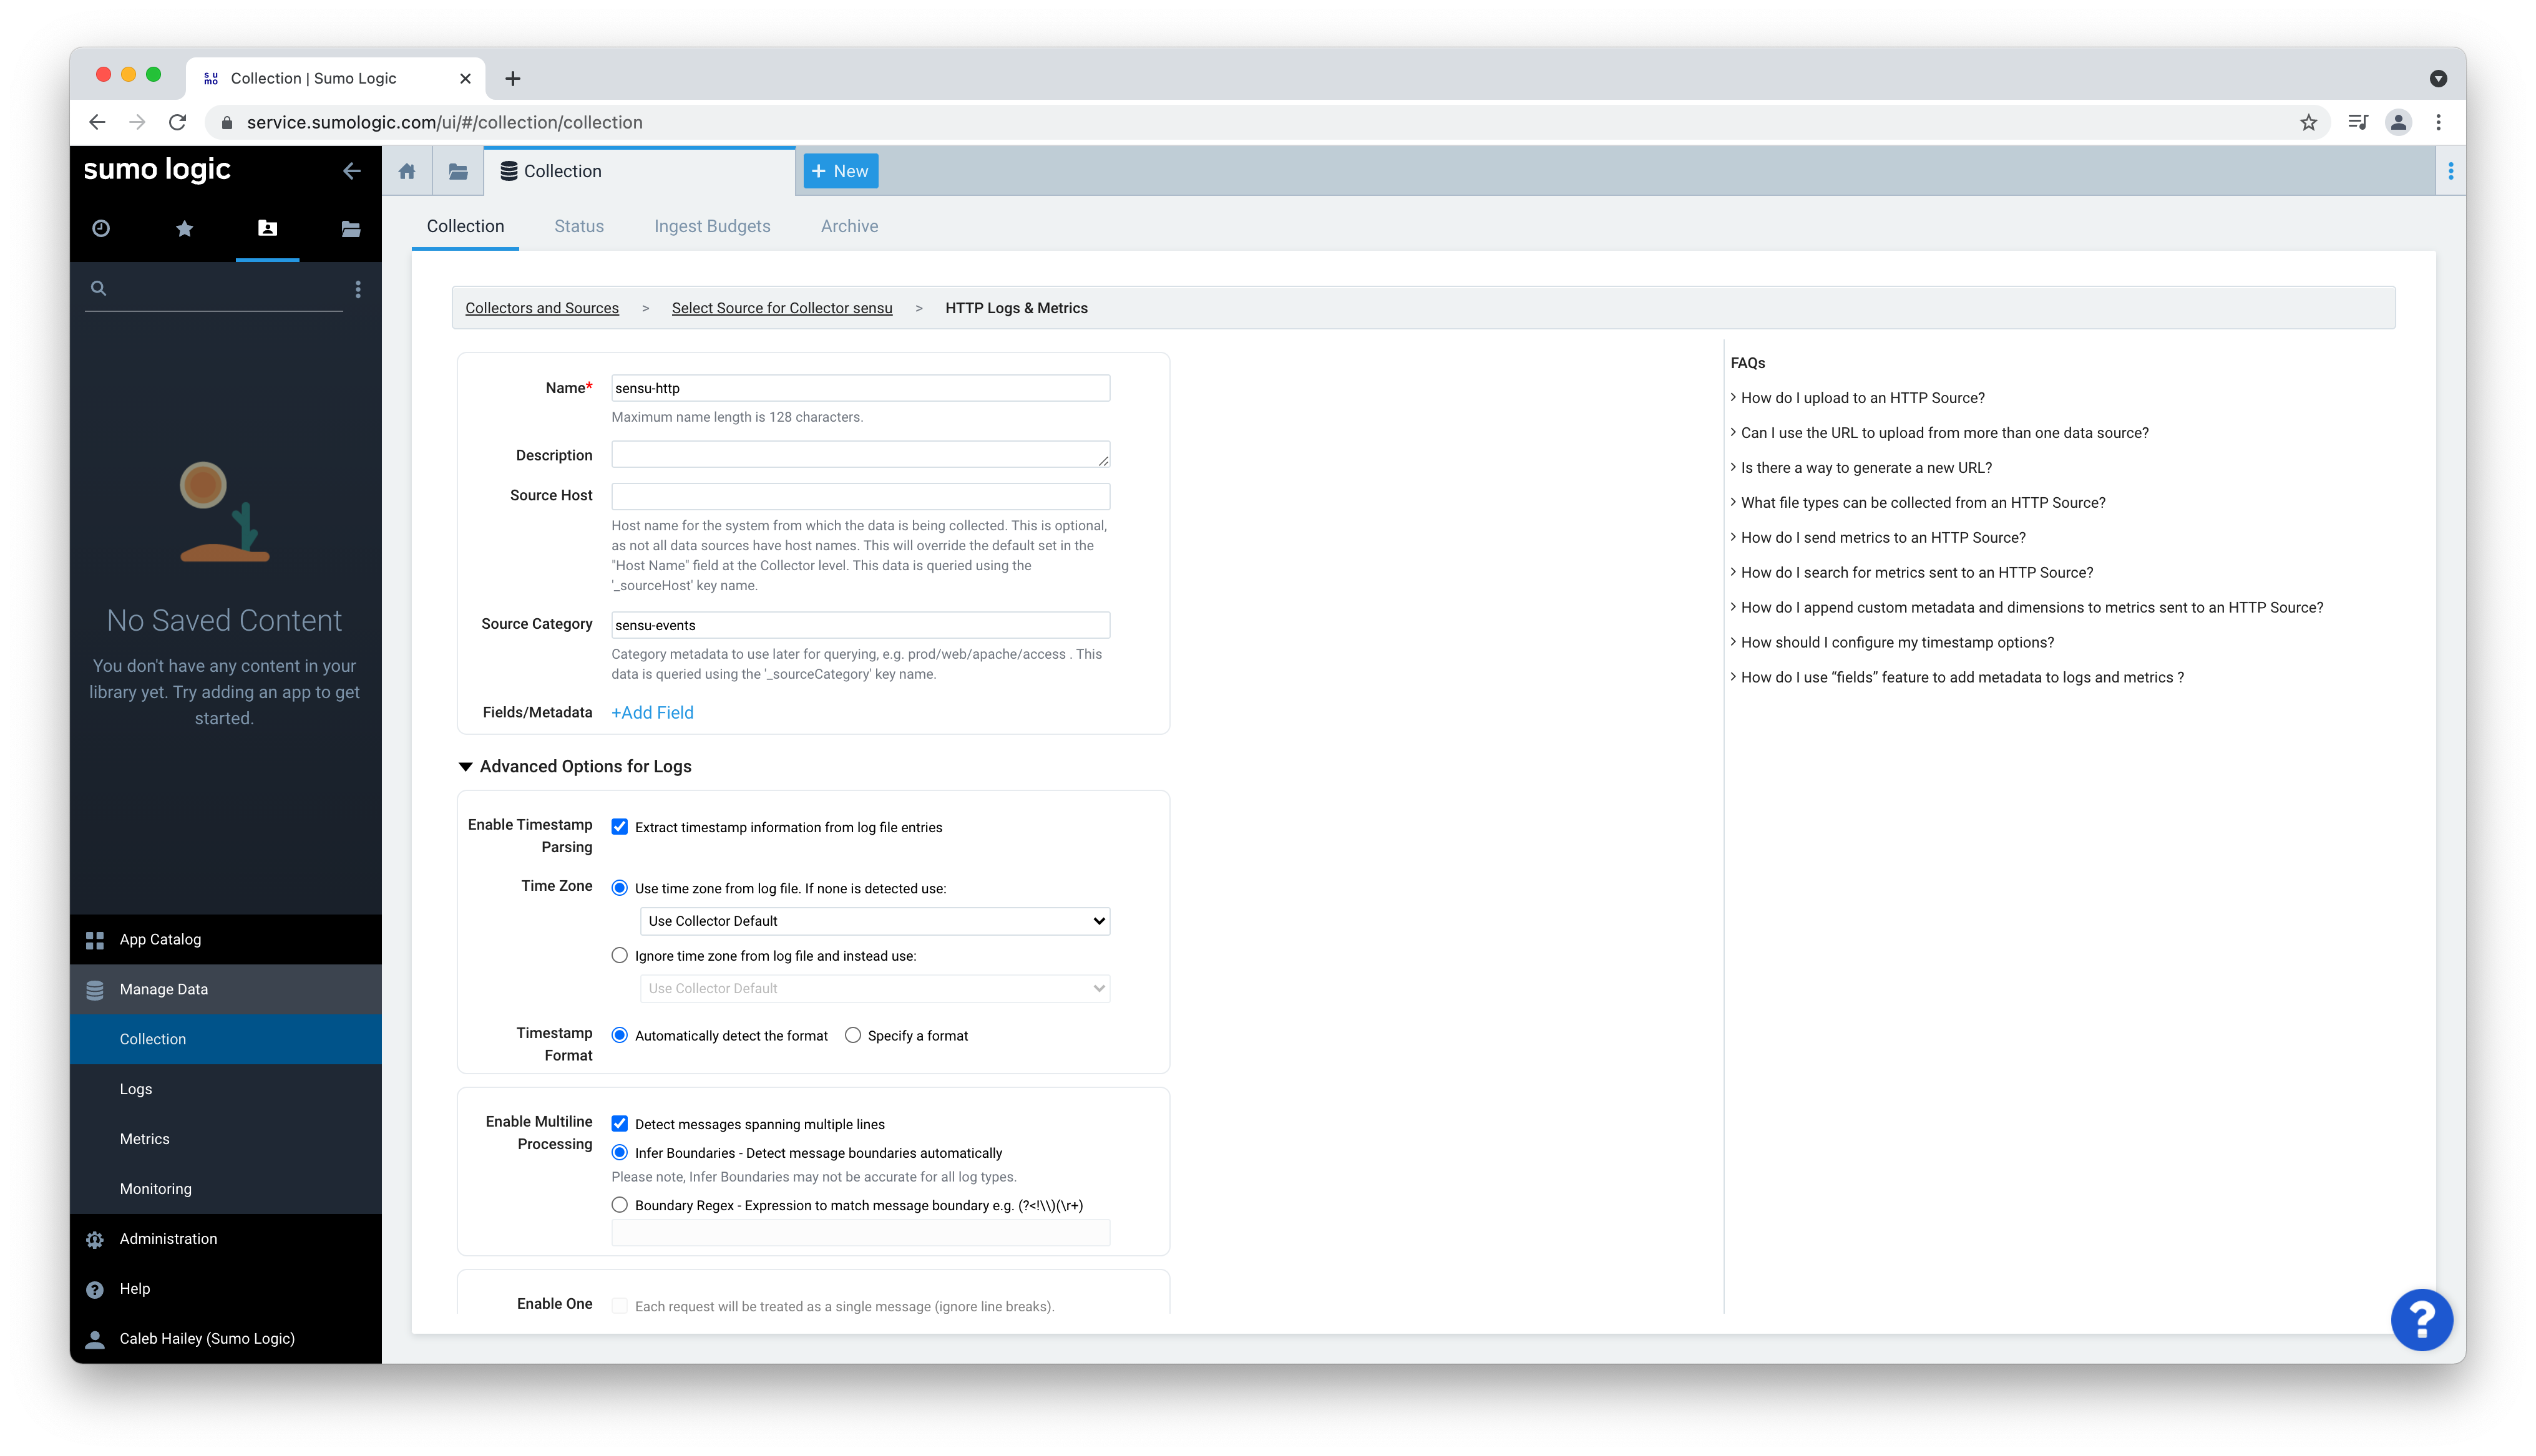 su
mo
Collection | Sumo Logic
service.sumologic.com/ui/#/collection/collection
sumo logic
Collection
+ New
Collection
Status
Ingest Budgets
Archive
Collectors and Sources > Select Source for Collector sensu > HTTP Logs & Metrics
Name*
sensu-http
Maximum name length is 128 characters.
Description
Source Host
Host name for the system from which the data is being collected. This is optional,
as not all data sources have host names. This will override the default set in the
"Host Name" field at the Collector level. This data is queried using the
'_sourceHost' key name.
Source Category
sensu-events
Category metadata to use later for querying, e.g. prod/web/apache/access . This
data is queried using the '_sourceCategory' key name.
Fields/Metadata
+Add Field
Advanced Options for Logs
Enable Timestamp
Parsing
Extract timestamp information from log file entries
Time Zone
Use time zone from log file. If none is detected use:
Use Collector Default
Ignore time zone from log file and instead use:
Use Collector Default
Timestamp
Format
Automatically detect the format
Specify a format
Enable Multiline
Processing
Detect messages spanning multiple lines
Infer Boundaries - Detect message boundaries automatically
Please note, Infer Boundaries may not be accurate for all log types.
Boundary Regex - Expression to match message boundary e.g. (?<!\\)(\r+)
Enable One
Each request will be treated as a single message (ignore line breaks).
FAQs
How do I upload to an HTTP Source?
Can I use the URL to upload from more than one data source?
Is there a way to generate a new URL?
What file types can be collected from an HTTP Source?
How do I send metrics to an HTTP Source?
How do I search for metrics sent to an HTTP Source?
How do I append custom metadata and dimensions to metrics sent to an HTTP Source?
How should I configure my timestamp options?
How do I use “fields” feature to add metadata to logs and metrics ?
No Saved Content
You don't have any content in your
library yet. Try adding an app to get
started.
App Catalog
Manage Data
Collection
Logs
Metrics
Monitoring
Administration
Help
Caleb Hailey (Sumo Logic)